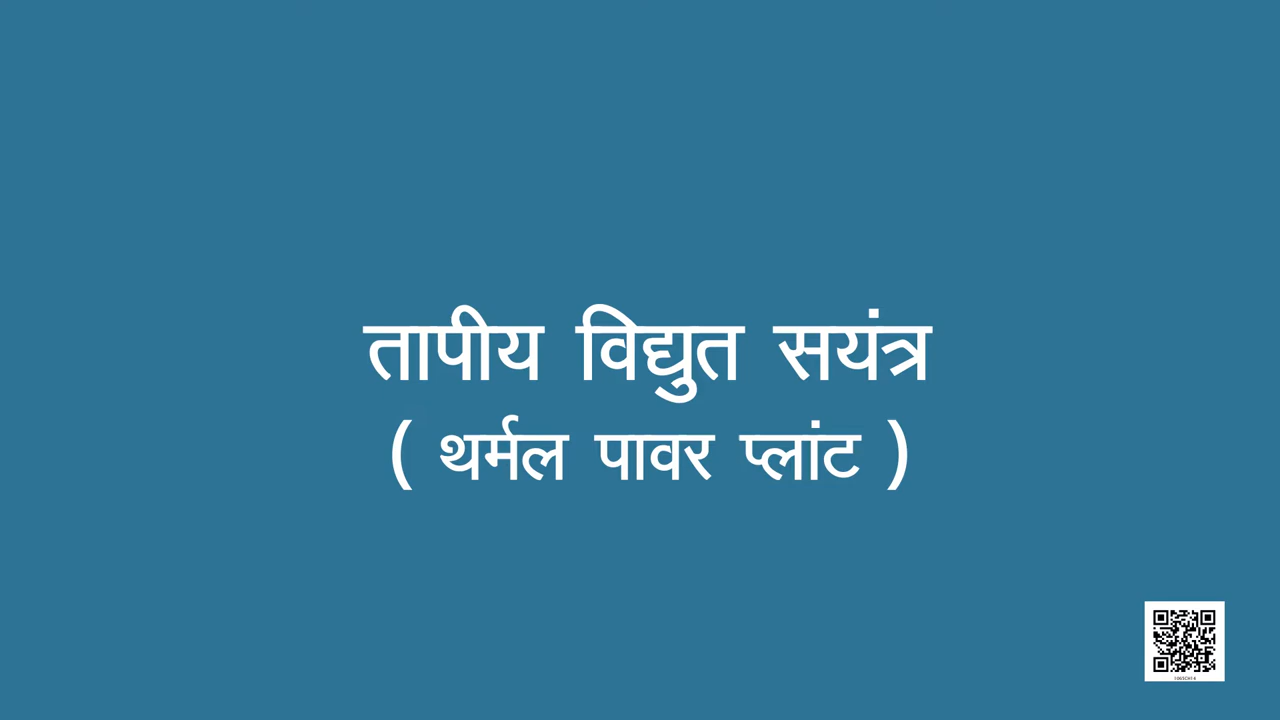 तापीय विद्युत सयंत्र
( थर्मल पावर प्लांट )